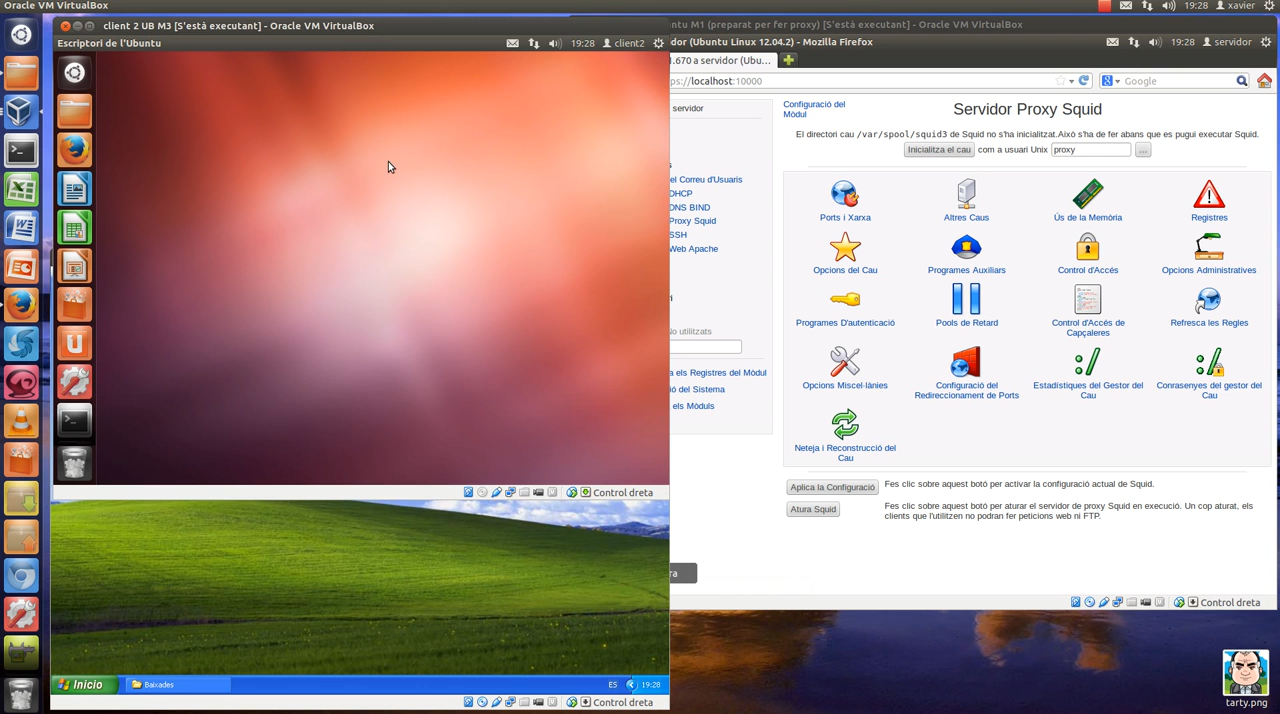 Oracle VM VirtualBox
19:28
xavier
client 2 UB M3 [S'està executant] - Oracle VM VirtualBox
Escriptori de l'Ubuntu
19:28
client2
Control dreta
Inicio
Baixades
ES
19:28
Control dreta
ntu M1 (preparat per fer proxy) [S'està executant] - Oracle VM VirtualBox
dor (Ubuntu Linux 12.04.2) - Mozilla Firefox
19:28
servidor
1.670 a servidor (Ubu...
ps://localhost:10000
Google
servidor
el Correu d'Usuaris
DHCP
DNS BIND
Proxy Squid
SSH
Web Apache
No utilitzats
a els Registres del Mòdul
ió del Sistema
els Mòduls
ra
Configuració del
Mòdul
Servidor Proxy Squid
El directori cau /var/spool/squid3 de Squid no s'ha inicialitzat.Això s'ha de fer abans que es pugui executar Squid.
Inicialitza el cau com a usuari Unix proxy ...
Ports i Xarxa
Altres Caus
Ús de la Memòria
Registres
Opcions del Cau
Programes Auxiliars
Control d'Accés
Opcions Administratives
Programes D'autenticació
Pools de Retard
Control d'Accés de
Capçaleres
Refresca les Regles
Opcions Miscel·lànies
Configuració del
Redireccionament de Ports
Estadístiques del Gestor del
Cau
Conrasenyes del gestor del
Cau
Neteja i Reconstrucció del
Cau
Aplica la Configuració
Fes clic sobre aquest botó per activar la configuració actual de Squid.
Atura Squid
Fes clic sobre aquest botó per aturar el servidor de proxy Squid en execució. Un cop aturat, els
clients que l'utilitzen no podran fer peticions web ni FTP.
Control dreta
tarty.png